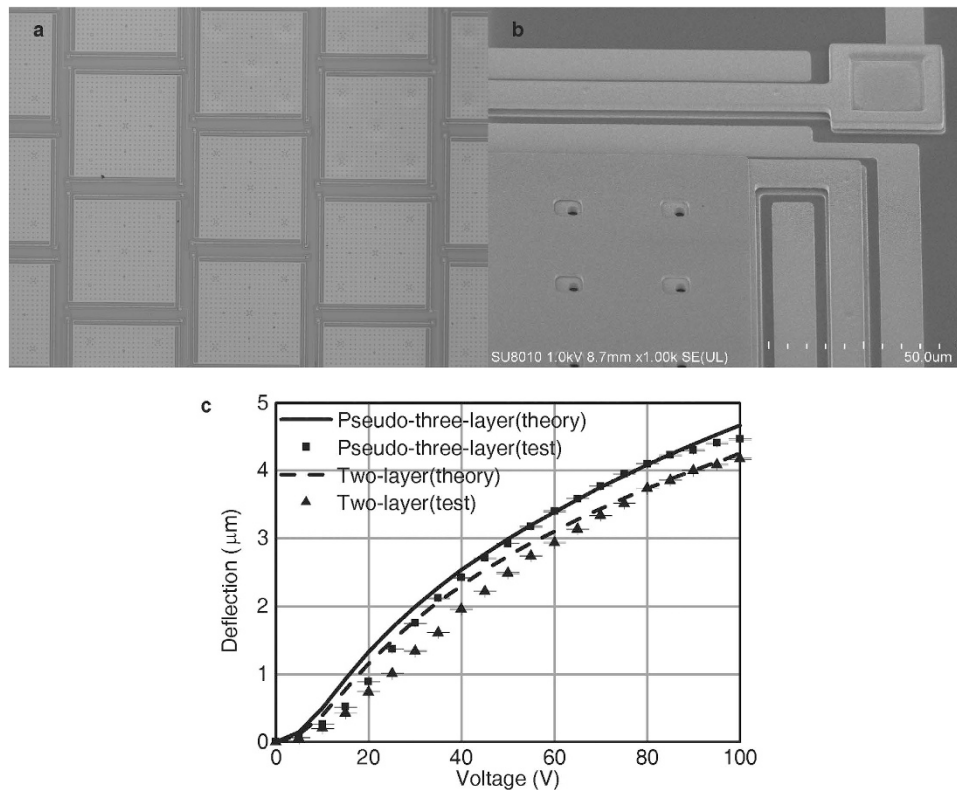 a
b
SU8010 1.0kV 8.7mm x1.00k SE(UL)
50.0um
c
5
4
3
2
1
0
Deflection (μm)
Pseudo-three-layer(theory)
Pseudo-three-layer(test)
Two-layer(theory)
Two-layer(test)
0 20 40 60 80 100
Voltage (V)